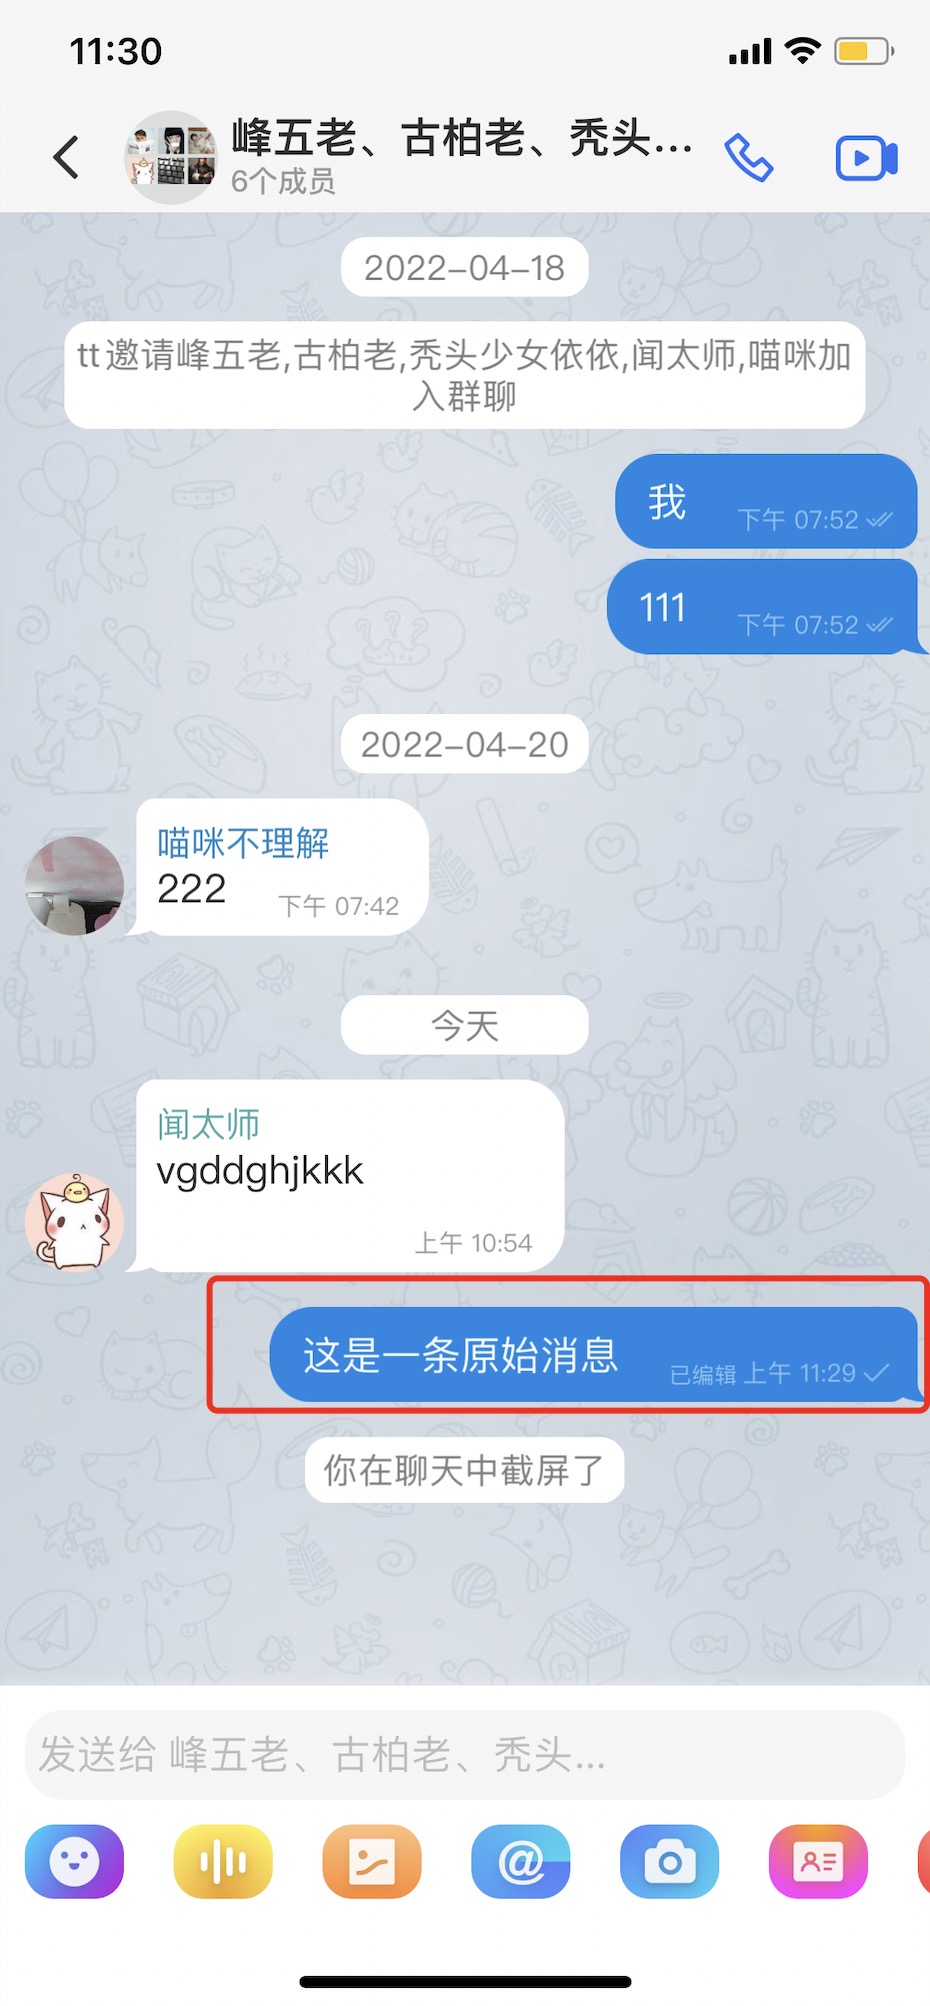 11:30
峰五老、古柏老、秃头...
6个成员
2022-04-18
tt邀请峰五老,古柏老,秃头少女依依,闻太师,喵咪加
入群聊
我 下午 07:52
111 下午 07:52
2022-04-20
喵咪不理解
222 下午 07:42
今天
闻太师
vgddghjkkk
上午 10:54
这是一条原始消息 已编辑 上午 11:29
你在聊天中截屏了
发送给 峰五老、古柏老、秃头...
@